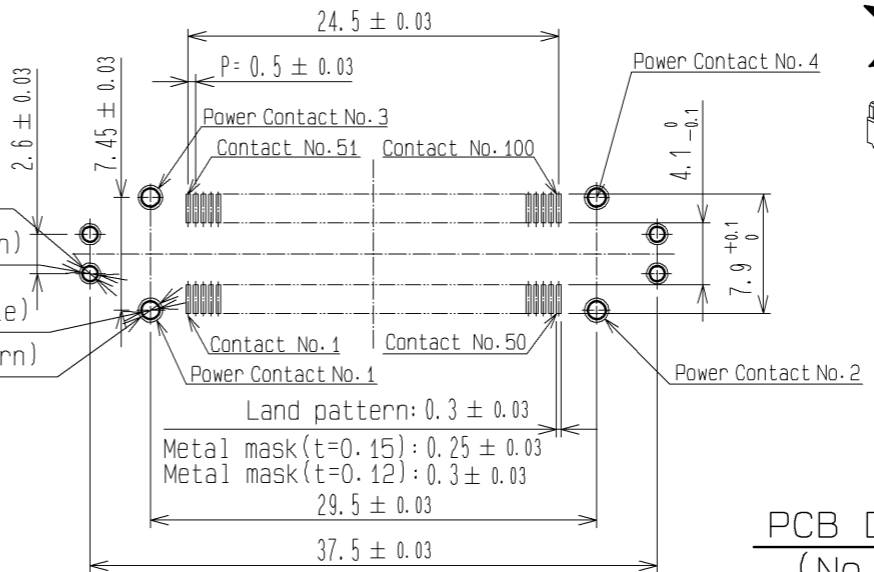 24.5 ± 0.03
P= 0.5 ± 0.03
Power Contact No.4
2.6 ± 0.03
7.45 ± 0.03
Power Contact No.3
Contact No.51
Contact No.100
4.1 0 -0.1
7.9 +0.1 0
n)
e)
rn)
Contact No.1
Contact No.50
Power Contact No.1
Power Contact No.2
Land pattern: 0.3 ± 0.03
Metal mask(t=0.15): 0.25 ± 0.03
Metal mask(t=0.12): 0.3± 0.03
29.5 ± 0.03
37.5 ± 0.03
PCB D
(No